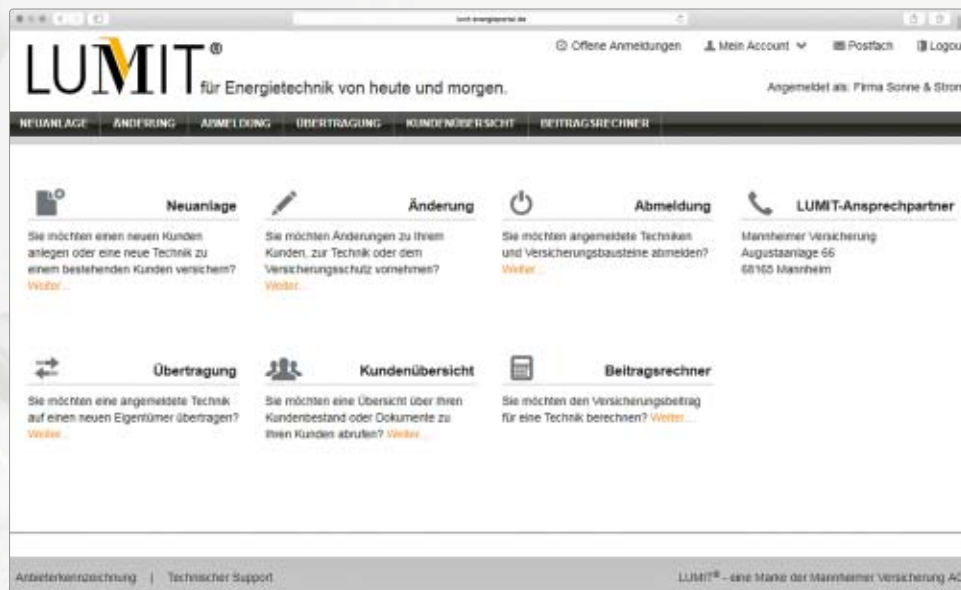 lumit-energieportal.de
LUMIT®
für Energietechnik von heute und morgen.
Offene Anmeldungen Mein Account Postfach Logou
Angemeldet als: Firma Sonne & Strom
NEUANLAGE ÄNDERUNG ABMELDUNG ÜBERTRAGUNG KUNDENÜBERSICHT BEITRAGSRECHNER
Neuanlage
Sie möchten einen neuen Kunden
anlegen oder eine neue Technik zu
einem bestehenden Kunden versichern?
Weiter...
Änderung
Sie möchten Änderungen zu Ihrem
Kunden, zur Technik oder dem
Versicherungsschutz vornehmen?
Weiter...
Abmeldung
Sie möchten angemeldete Techniken
und Versicherungsbausteine abmelden?
Weiter...
LUMIT-Ansprechpartner
Mannheimer Versicherung
Augustaanlage 66
68165 Mannheim
Übertragung
Sie möchten eine angemeldete Technik
auf einen neuen Eigentümer übertragen?
Weiter...
Kundenübersicht
Sie möchten eine Übersicht über Ihren
Kundenbestand oder Dokumente zu
Ihren Kunden abrufen? Weiter...
Beitragsrechner
Sie möchten den Versicherungsbeitrag
für eine Technik berechnen? Weiter...
Anbieterkennzeichnung | Technischer Support
LUMIT® - eine Marke der Mannheimer Versicherung AG